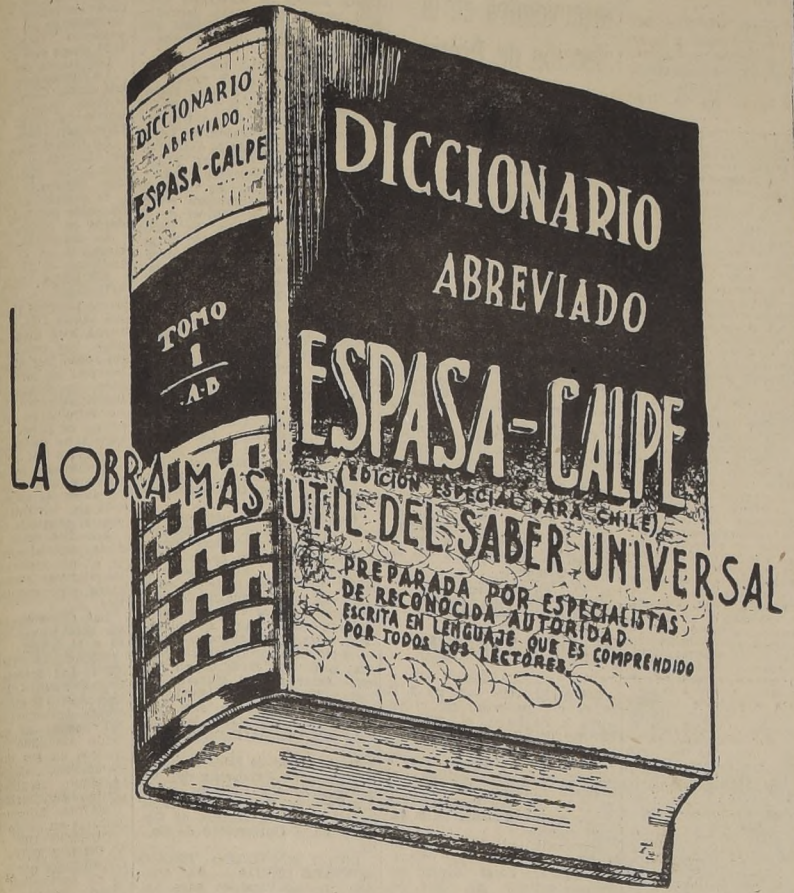 DICCIONARIO
ABREVIADO
ESPASA-CALPE
TOMO
I
A-B
DICCIONARIO
ABREVIADO
ESPASA-CALPE
(EDICION ESPECIAL PARA CHILE)
LA OBRA MAS UTIL DEL SABER UNIVERSAL
PREPARADA POR ESPECIALISTAS
DE RECONOCIDA AUTORIDAD
ESCRITA EN LENGUAJE QUE ES COMPRENDIDO
POR TODOS LOS LECTORES.